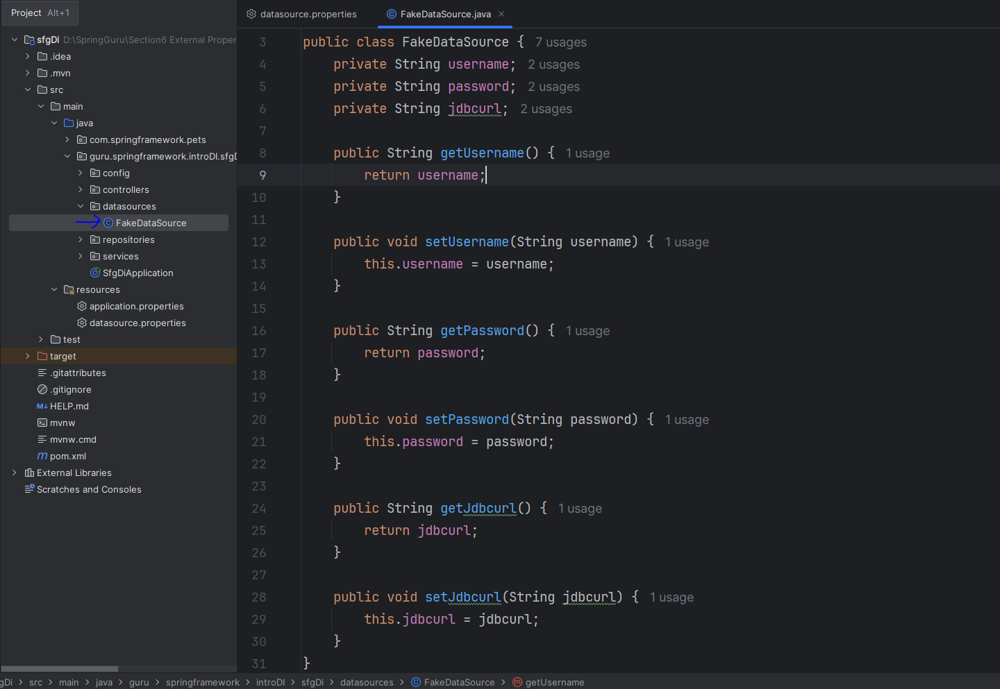 Project Alt+1
sfgDi D:\SpringGuru\Section6 External Proper
.idea
.mvn
src
main
java
com.springframework.pets
guru.springframework.introDI.sfgD
config
controllers
datasources
FakeDataSource
repositories
services
SfgDiApplication
resources
application.properties
datasource.properties
test
target
.gitattributes
.gitignore
M↓ HELP.md
mvnw
mvnw.cmd
m pom.xml
External Libraries
Scratches and Consoles
datasource.properties FakeDataSource.java ×
3 public class FakeDataSource { 7 usages
4 private String username; 2 usages
5 private String password; 2 usages
6 private String jdbcurl; 2 usages
7
8 public String getUsername() { 1 usage
9 return username;
10 }
11
12 public void setUsername(String username) { 1 usage
13 this.username = username;
14 }
15
16 public String getPassword() { 1 usage
17 return password;
18 }
19
20 public void setPassword(String password) { 1 usage
21 this.password = password;
22 }
23
24 public String getJdbcurl() { 1 usage
25 return jdbcurl;
26 }
27
28 public void setJdbcurl(String jdbcurl) { 1 usage
29 this.jdbcurl = jdbcurl;
30 }
31 }
gDi > src > main > java > guru > springframework > introDI > sfgDi > datasources > FakeDataSource > getUsername